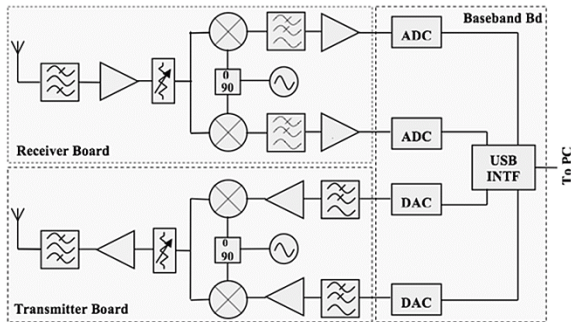 Baseband Bd
ADC
0
90
ADC
Receiver Board
USB
INTF
To PC
DAC
0
90
DAC
Transmitter Board